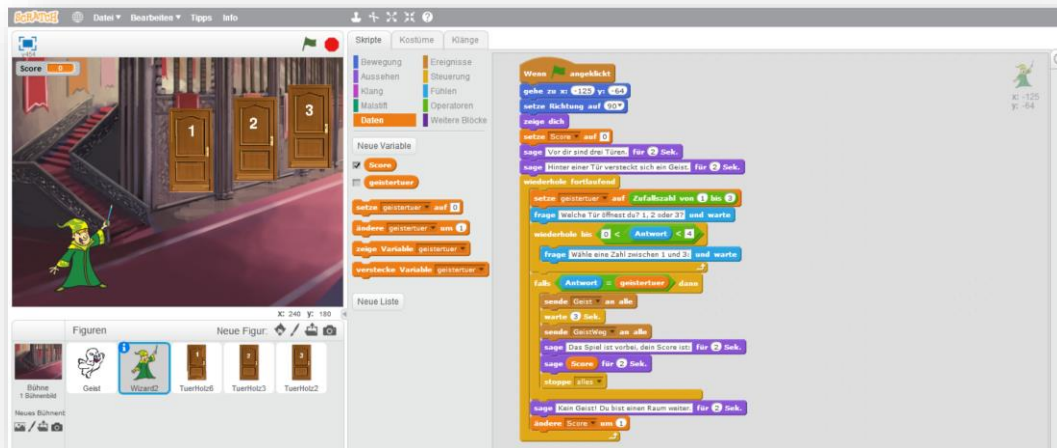 SCRATCH Datei Bearbeiten Tipps Info
v454
Score 0
1
2
3
X: 240 y: 180
Figuren
Neue Figur:
Bühne
1 Bühnenbild
Neues Bühnenb
Geist
Wizard2
TuerHolz6
TuerHolz3
TuerHolz2
Skripte Kostüme Klänge
Bewegung Ereignisse
Aussehen Steuerung
Klang Fühlen
Malstift Operatoren
Daten Weitere Blöcke
Neue Variable
Score
geistertuer
setze geistertuer auf 0
ändere geistertuer um 1
zeige Variable geistertuer
verstecke Variable geistertuer
Neue Liste
Wenn angeklickt
gehe zu x: -125 y: -64
setze Richtung auf 90
zeige dich
setze Score auf 0
sage Vor dir sind drei Türen. für 2 Sek.
sage Hinter einer Tür versteckt sich ein Geist. für 2 Sek.
wiederhole fortlaufend
setze geistertuer auf Zufallszahl von 1 bis 3
frage Welche Tür öffnest du? 1, 2 oder 3? und warte
wiederhole bis 0 < Antwort < 4
frage Wähle eine Zahl zwischen 1 und 3: und warte
falls Antwort = geistertuer dann
sende Geist an alle
warte 3 Sek.
sende GeistWeg an alle
sage Das Spiel ist vorbei, dein Score ist: für 2 Sek.
sage Score für 2 Sek.
stoppe alles
sage Kein Geist! Du bist einen Raum weiter. für 2 Sek.
ändere Score um 1
x: -125
y: -64